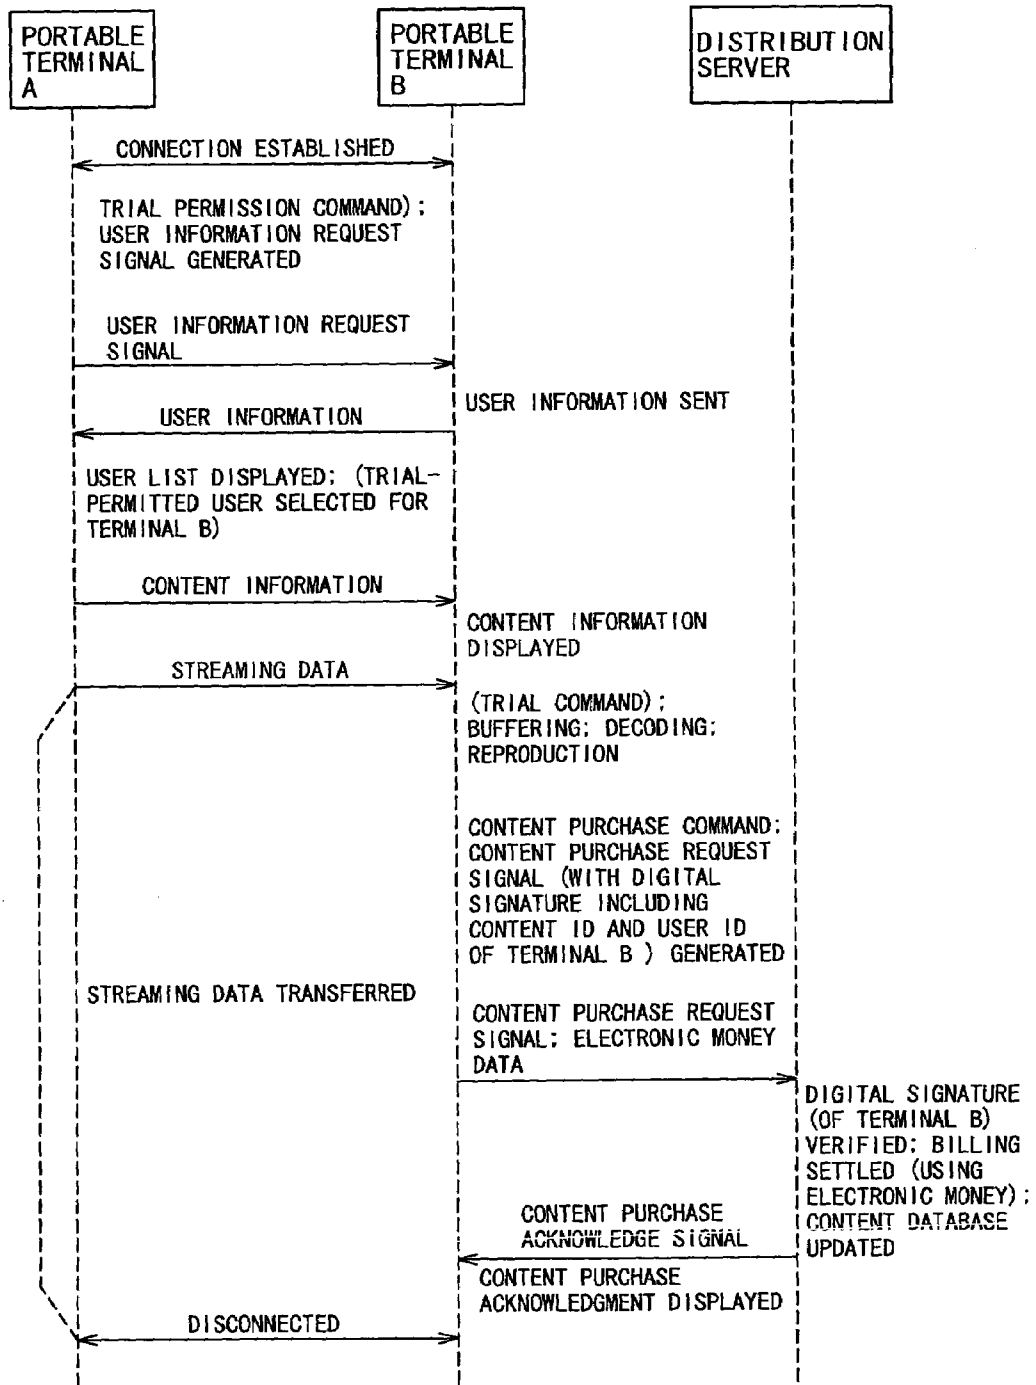 PORTABLE
TERMINAL
A
PORTABLE
TERMINAL
B
DISTRIBUTION
SERVER
CONNECTION ESTABLISHED
TRIAL PERMISSION COMMAND);
USER INFORMATION REQUEST
SIGNAL GENERATED
USER INFORMATION REQUEST
SIGNAL
USER INFORMATION SENT
USER INFORMATION
USER LIST DISPLAYED; (TRIAL-
PERMITTED USER SELECTED FOR
TERMINAL B)
CONTENT INFORMATION
CONTENT INFORMATION
DISPLAYED
STREAMING DATA
(TRIAL COMMAND);
BUFFERING; DECODING;
REPRODUCTION
CONTENT PURCHASE COMMAND;
CONTENT PURCHASE REQUEST
SIGNAL (WITH DIGITAL
SIGNATURE INCLUDING
CONTENT ID AND USER ID
OF TERMINAL B ) GENERATED
STREAMING DATA TRANSFERRED
CONTENT PURCHASE REQUEST
SIGNAL; ELECTRONIC MONEY
DATA
DIGITAL SIGNATURE
(OF TERMINAL B)
VERIFIED; BILLING
SETTLED (USING
ELECTRONIC MONEY);
CONTENT DATABASE
UPDATED
CONTENT PURCHASE
ACKNOWLEDGE SIGNAL
CONTENT PURCHASE
ACKNOWLEDGMENT DISPLAYED
DISCONNECTED